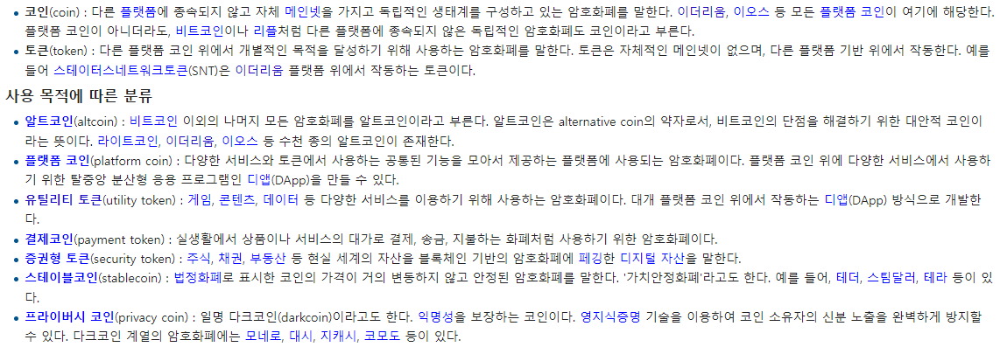 코인(coin) : 다른 플랫폼에 종속되지 않고 자체 메인넷을 가지고 독립적인 생태계를 구성하고 있는 암호화폐를 말한다. 이더리움, 이오스 등 모든 플랫폼 코인이 여기에 해당한다.
플랫폼 코인이 아니더라도, 비트코인이나 리플처럼 다른 플랫폼에 종속되지 않은 독립적인 암호화폐도 코인이라고 부른다.
토큰(token) : 다른 플랫폼 코인 위에서 개별적인 목적을 달성하기 위해 사용하는 암호화폐를 말한다. 토큰은 자체적인 메인넷이 없으며, 다른 플랫폼 기반 위에서 작동한다. 예를
들어 스테이터스네트워크토큰(SNT)은 이더리움 플랫폼 위에서 작동하는 토큰이다.
사용 목적에 따른 분류
알트코인(altcoin) : 비트코인 이외의 나머지 모든 암호화폐를 알트코인이라고 부른다. 알트코인은 alternative coin의 약자로서, 비트코인의 단점을 해결하기 위한 대안적 코인이
라는 뜻이다. 라이트코인, 이더리움, 이오스 등 수천 종의 알트코인이 존재한다.
플랫폼 코인(platform coin) : 다양한 서비스와 토큰에서 사용하는 공통된 기능을 모아서 제공하는 플랫폼에 사용되는 암호화폐이다. 플랫폼 코인 위에 다양한 서비스에서 사용하
기 위한 탈중앙 분산형 응용 프로그램인 디앱(DApp)을 만들 수 있다.
유틸리티 토큰(utility token) : 게임, 콘텐츠, 데이터 등 다양한 서비스를 이용하기 위해 사용하는 암호화폐이다. 대개 플랫폼 코인 위에서 작동하는 디앱(DApp) 방식으로 개발한
다.
결제코인(payment token) : 실생활에서 상품이나 서비스의 대가로 결제, 송금, 지불하는 화폐처럼 사용하기 위한 암호화폐이다.
증권형 토큰(security token) : 주식, 채권, 부동산 등 현실 세계의 자산을 블록체인 기반의 암호화폐에 페깅한 디지털 자산을 말한다.
스테이블코인(stablecoin) : 법정화폐로 표시한 코인의 가격이 거의 변동하지 않고 안정된 암호화폐를 말한다. '가치안정화폐'라고도 한다. 예를 들어, 테더, 스팀달러, 테라 등이 있
다.
프라이버시 코인(privacy coin) : 일명 다크코인(darkcoin)이라고도 한다. 익명성을 보장하는 코인이다. 영지식증명 기술을 이용하여 코인 소유자의 신분 노출을 완벽하게 방지할
수 있다. 다크코인 계열의 암호화폐에는 모네로, 대시, 지캐시, 코모도 등이 있다.